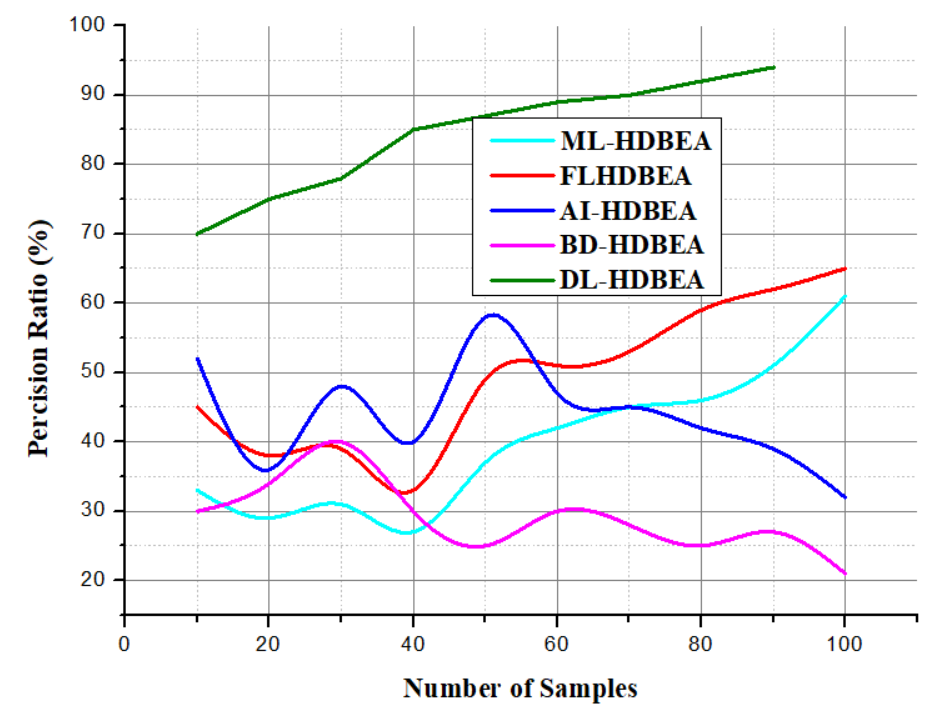 100
90
80
70
60
50
40
30
20
0 20 40 60 80 100
Percision Ratio (%)
Number of Samples
ML-HDBEA
FLHDBEA
AI-HDBEA
BD-HDBEA
DL-HDBEA